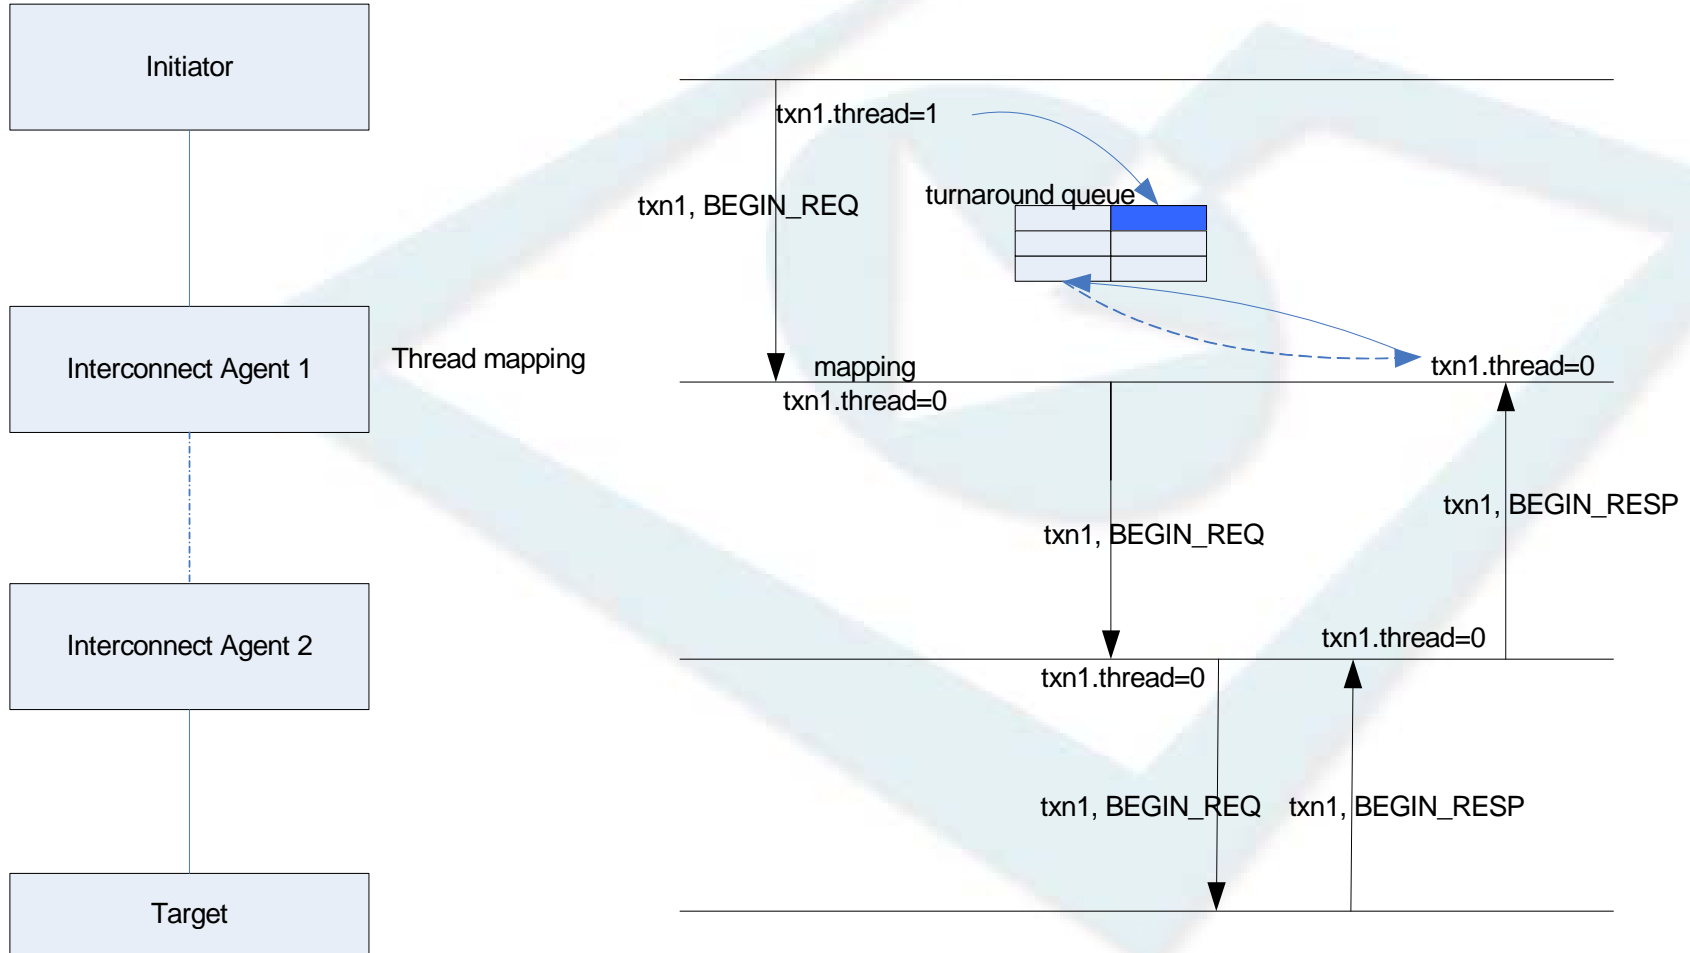 Initiator
txn1.thread=1
turnaround queue
txn1, BEGIN_REQ
Interconnect Agent 1
Thread mapping
mapping
txn1.thread=0
txn1.thread=0
txn1, BEGIN_RESP
txn1, BEGIN_REQ
Interconnect Agent 2
txn1.thread=0
txn1.thread=0
txn1, BEGIN_REQ
txn1, BEGIN_RESP
Target